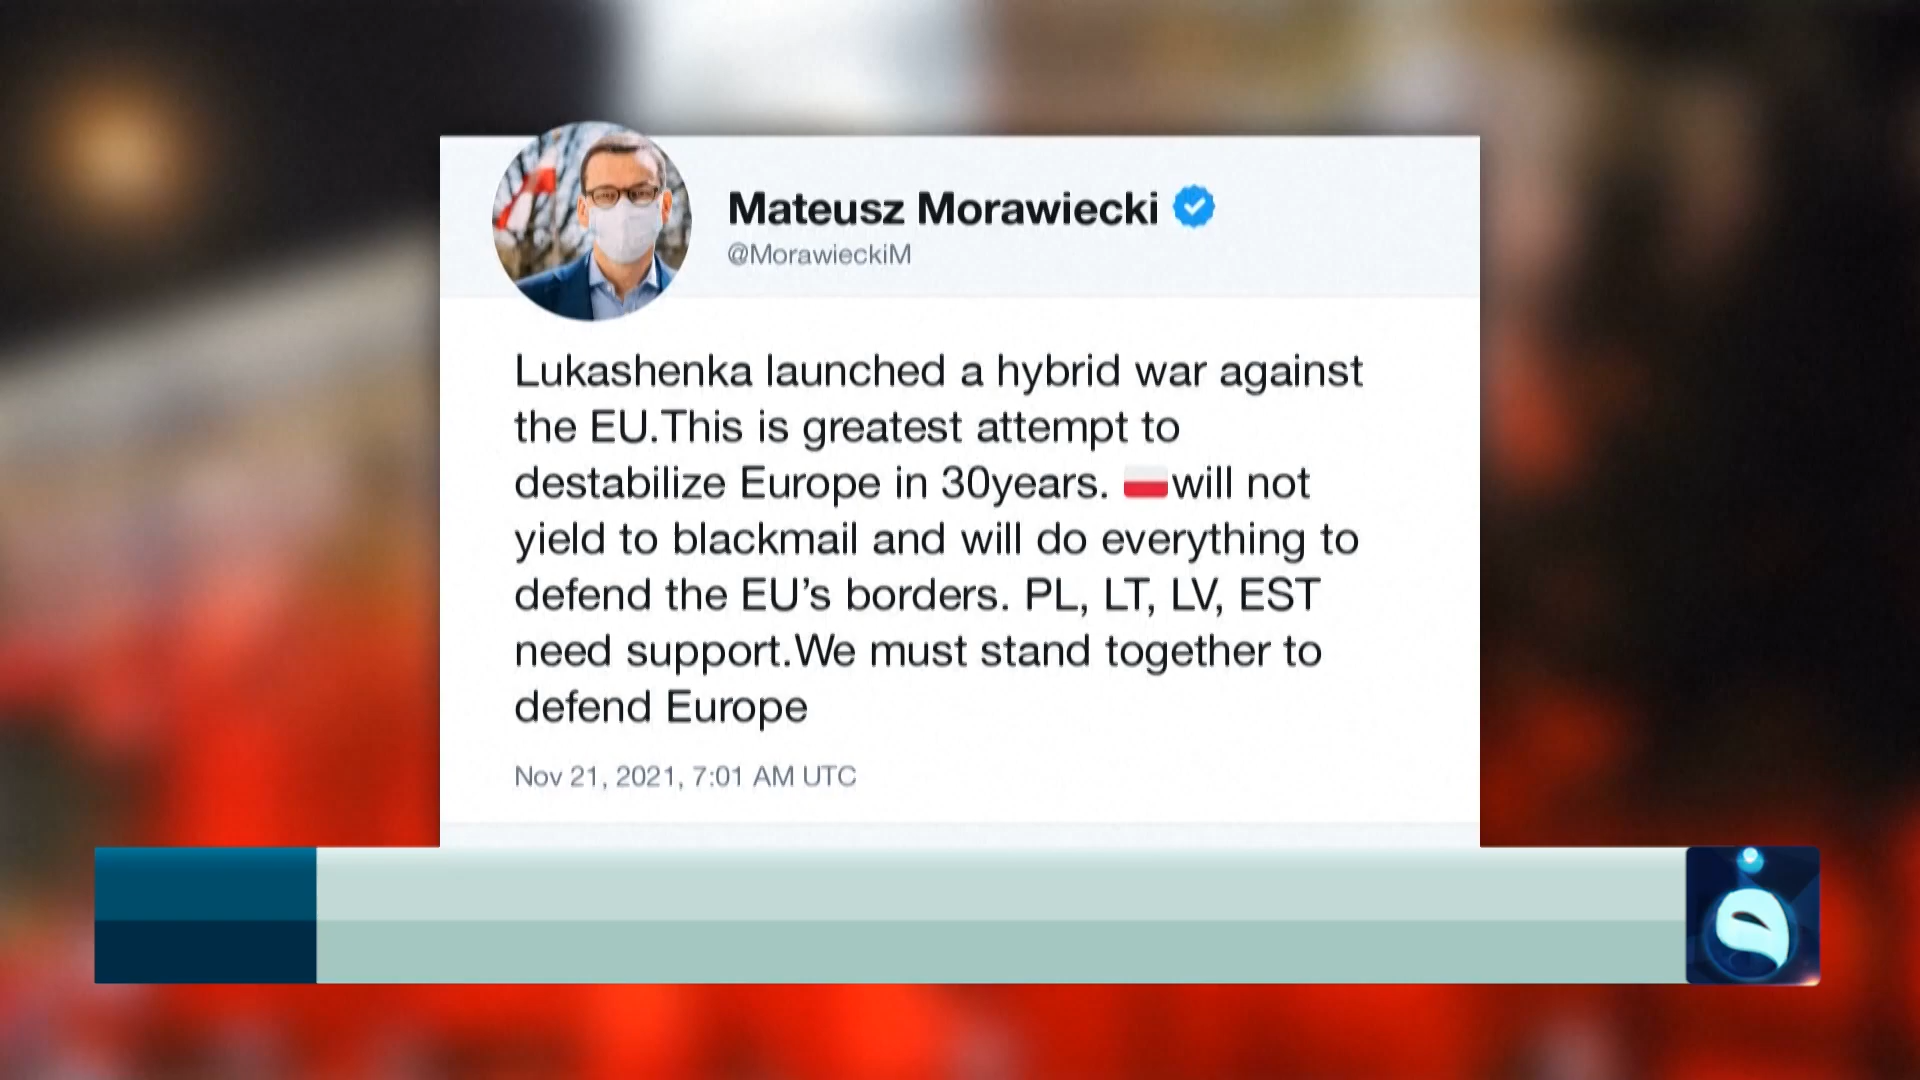 Mateusz Morawiecki
@MorawieckiM
Lukashenka launched a hybrid war against
the EU.This is greatest attempt to
destabilize Europe in 30years. 🇵🇱will not
yield to blackmail and will do everything to
defend the EU’s borders. PL, LT, LV, EST
need support.We must stand together to
defend Europe
Nov 21, 2021, 7:01 AM UTC